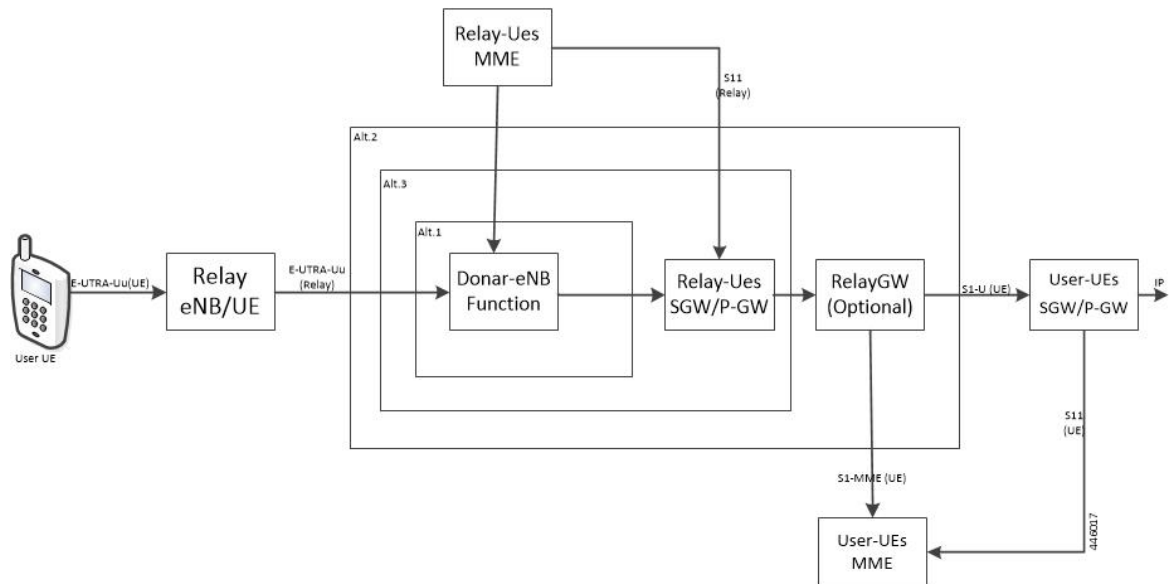 Relay-Ues
MME
S11
(Relay)
Alt.2
Alt.3
Alt.1
E-UTRA-Uu(UE)
Relay
eNB/UE
E-UTRA-Uu
(Relay)
Donar-eNB
Function
Relay-Ues
SGW/P-GW
RelayGW
(Optional)
S1-U (UE)
User-UEs
SGW/P-GW
IP
User UE
S11
(UE)
S1-MME (UE)
User-UEs
MME
446017